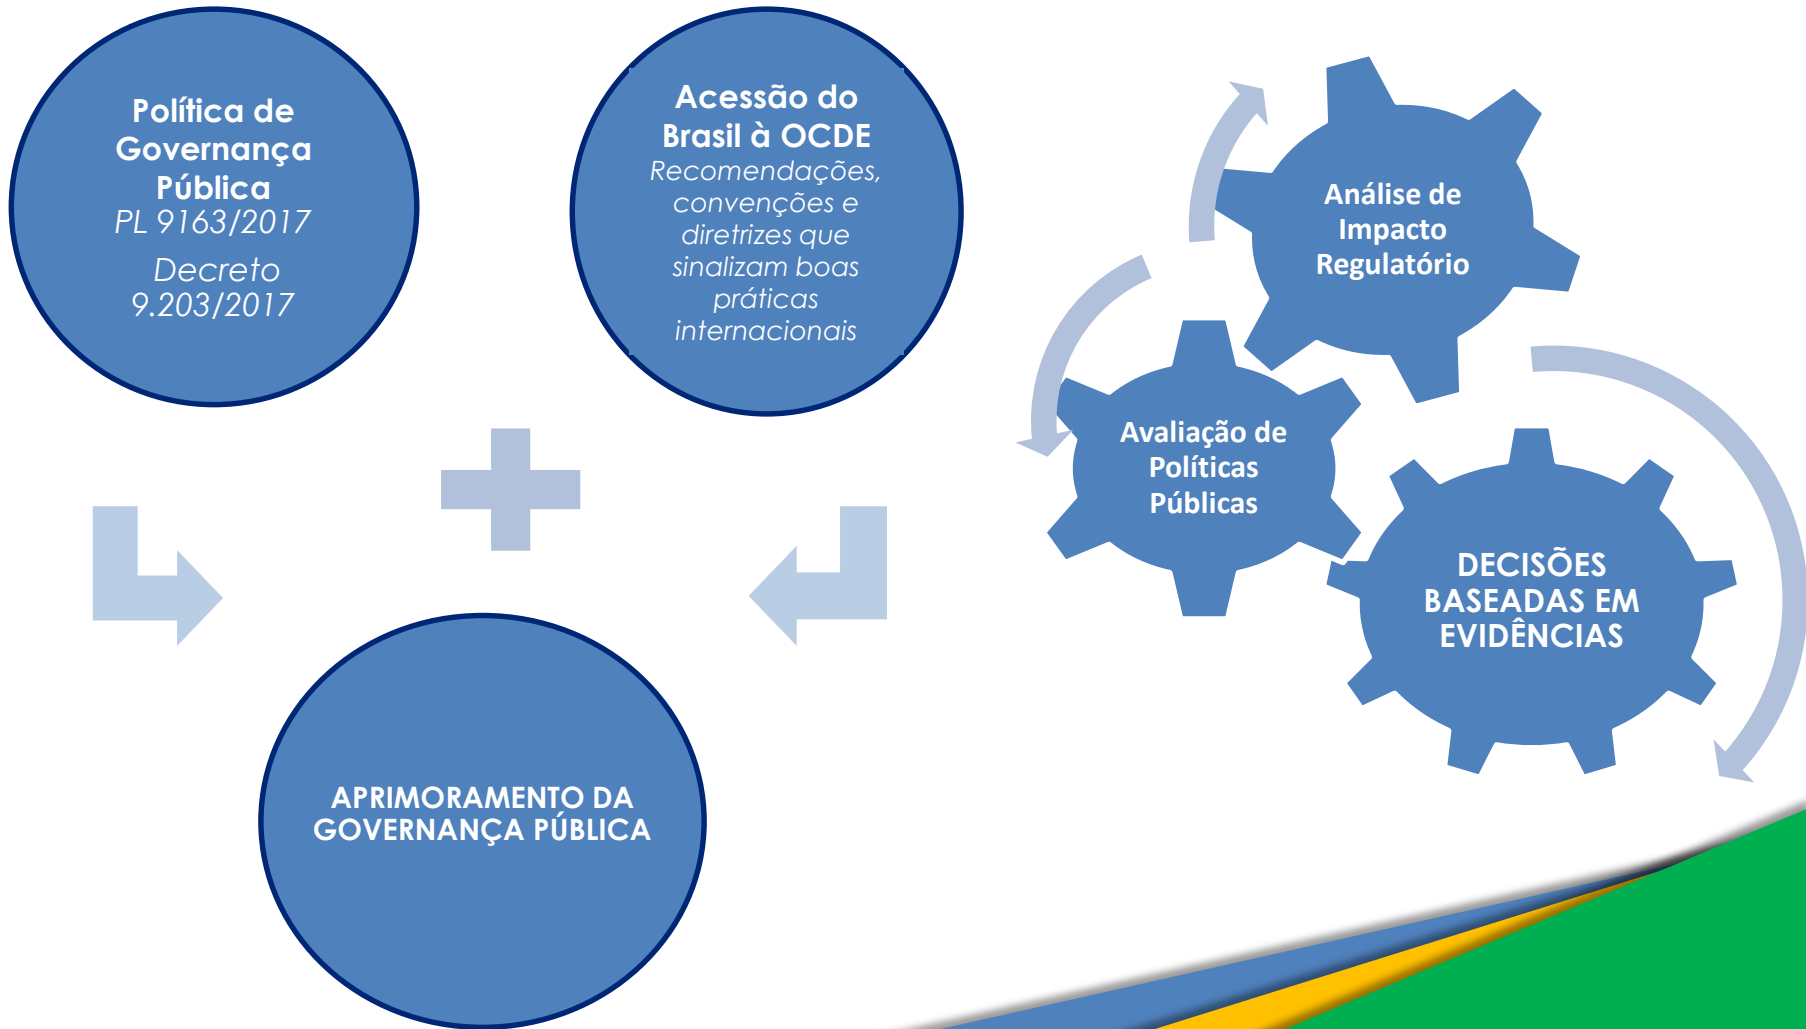 Política de
Governança
Pública
PL 9163/2017
Decreto
9.203/2017
Acessão do
Brasil à OCDE
Recomendações,
convenções e
diretrizes que
sinalizam boas
práticas
internacionais
APRIMORAMENTO DA
GOVERNANÇA PÚBLICA
Análise de
Impacto
Regulatório
Avaliação de
Políticas
Públicas
DECISÕES
BASEADAS EM
EVIDÊNCIAS